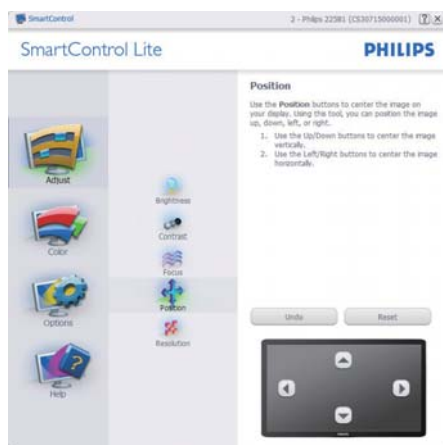 SmartControl
2 - Philips 225B1 (CS30715000001)
SmartControl Lite
PHILIPS
Adjust
Color
Options
Help
Brightness
Contrast
Focus
Position
Resolution
Position
Use the Position buttons to center the image on
your display. Using the tool, you can position the image
up, down, left, or right.
1. Use the Up/Down buttons to center the image
vertically.
2. Use the Left/Right buttons to center the image
horizontally.
Undo
Reset